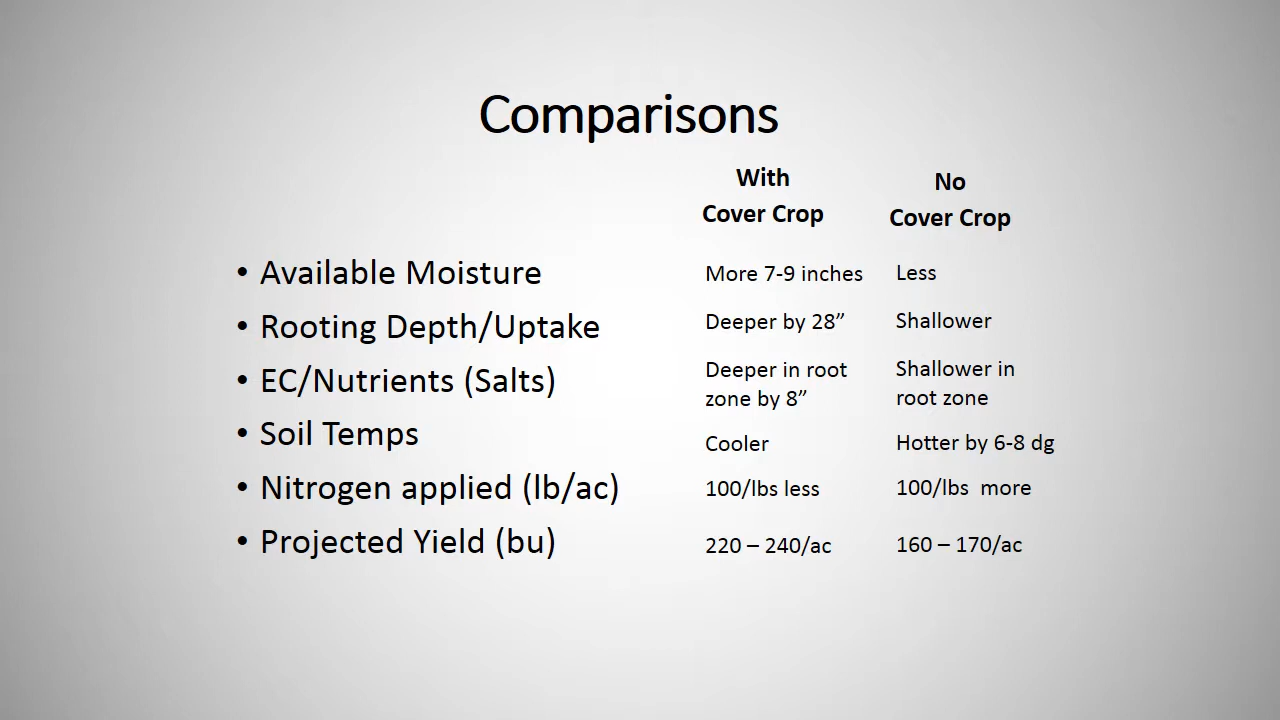 Comparisons
With
Cover Crop
No
Cover Crop
• Available Moisture More 7-9 inches Less
• Rooting Depth/Uptake Deeper by 28” Shallower
• EC/Nutrients (Salts) Deeper in root Shallower in
zone by 8” root zone
• Soil Temps Cooler Hotter by 6-8 dg
• Nitrogen applied (lb/ac) 100/lbs less 100/lbs more
• Projected Yield (bu) 220 – 240/ac 160 – 170/ac